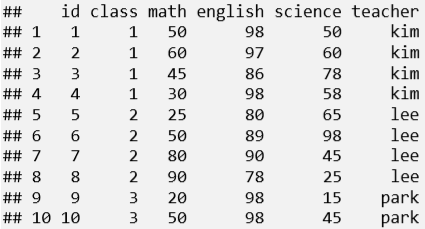 ##    id class math english science teacher
## 1   1     1   50      98      50     kim
## 2   2     1   60      97      60     kim
## 3   3     1   45      86      78     kim
## 4   4     1   30      98      58     kim
## 5   5     2   25      80      65     lee
## 6   6     2   50      89      98     lee
## 7   7     2   80      90      45     lee
## 8   8     2   90      78      25     lee
## 9   9     3   20      98      15    park
## 10 10     3   50      98      45    park